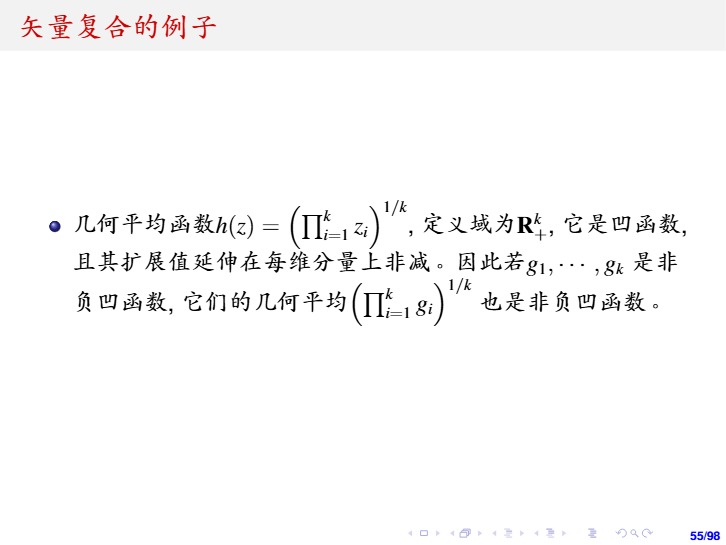 矢量复合的例子
几何平均函数h(z) = (∏_{i=1}^{k} z_i)^{1/k}, 定义域为R_+^k, 它是凹函数,
且其扩展值延伸在每维分量上非减。因此若g_1, ⋯ , g_k 是非
负凹函数, 它们的几何平均(∏_{i=1}^{k} g_i)^{1/k} 也是非负凹函数。
55/98